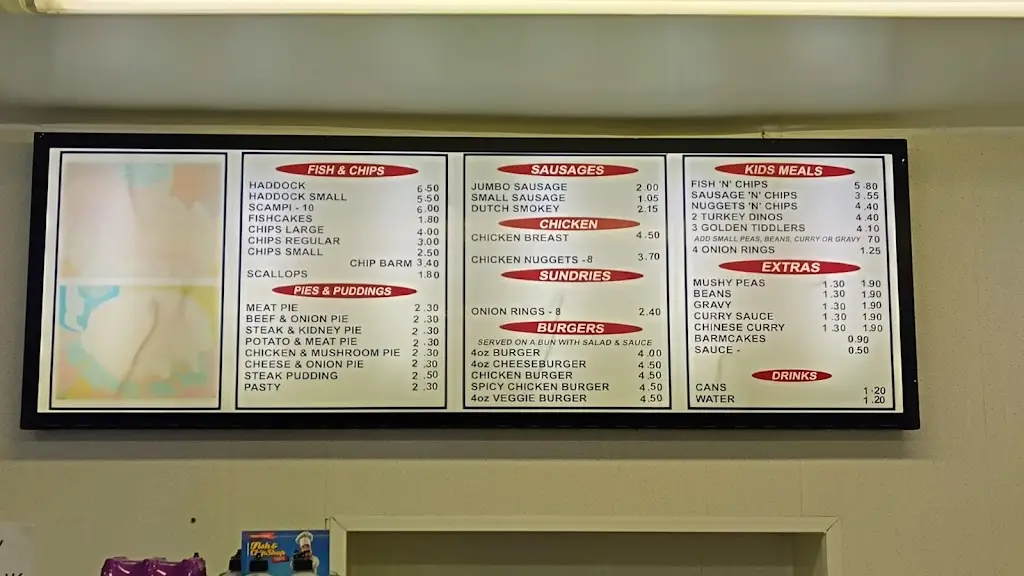 FISH & CHIPS
HADDOCK 6.50
HADDOCK SMALL 5.50
SCAMPI - 10 6.00
FISHCAKES 1.80
CHIPS LARGE 4.00
CHIPS REGULAR 3.00
CHIPS SMALL 2.50
CHIP BARM 3.40
SCALLOPS 1.80
PIES & PUDDINGS
MEAT PIE 2.30
BEEF & ONION PIE 2.30
STEAK & KIDNEY PIE 2.30
POTATO & MEAT PIE 2.30
CHICKEN & MUSHROOM PIE 2.30
CHEESE & ONION PIE 2.30
STEAK PUDDING 2.50
PASTY 2.30
SAUSAGES
JUMBO SAUSAGE 2.00
SMALL SAUSAGE 1.05
DUTCH SMOKEY 2.15
CHICKEN
CHICKEN BREAST 4.50
CHICKEN NUGGETS -8 3.70
SUNDRIES
ONION RINGS - 8 2.40
BURGERS
SERVED ON A BUN WITH SALAD & SAUCE
4oz BURGER 4.00
4oz CHEESEBURGER 4.50
CHICKEN BURGER 4.50
SPICY CHICKEN BURGER 4.50
4oz VEGGIE BURGER 4.50
KIDS MEALS
FISH 'N' CHIPS 5.80
SAUSAGE 'N' CHIPS 3.55
NUGGETS 'N' CHIPS 4.40
2 TURKEY DINOS 4.40
3 GOLDEN TIDDLERS 4.10
ADD SMALL PEAS, BEANS, CURRY OR GRAVY 70
4 ONION RINGS 1.25
EXTRAS
MUSHY PEAS 1.30 1.90
BEANS 1.30 1.90
GRAVY 1.30 1.90
CURRY SAUCE 1.30 1.90
CHINESE CURRY 1.30 1.90
BARMCAKES 0.90
SAUCE - 0.50
DRINKS
CANS 1.20
WATER 1.20
Fish &
Chip Shop